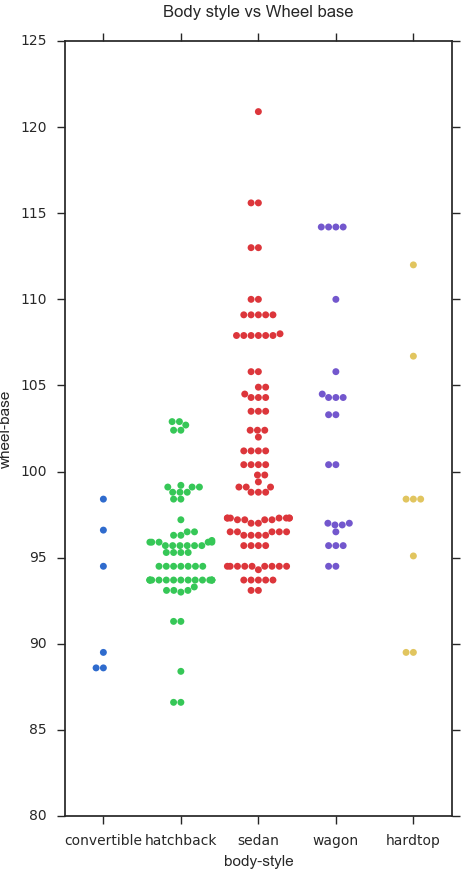 Body style vs Wheel base
125
120
115
110
105
100
95
90
85
80
wheel-base
convertible hatchback sedan wagon hardtop
body-style